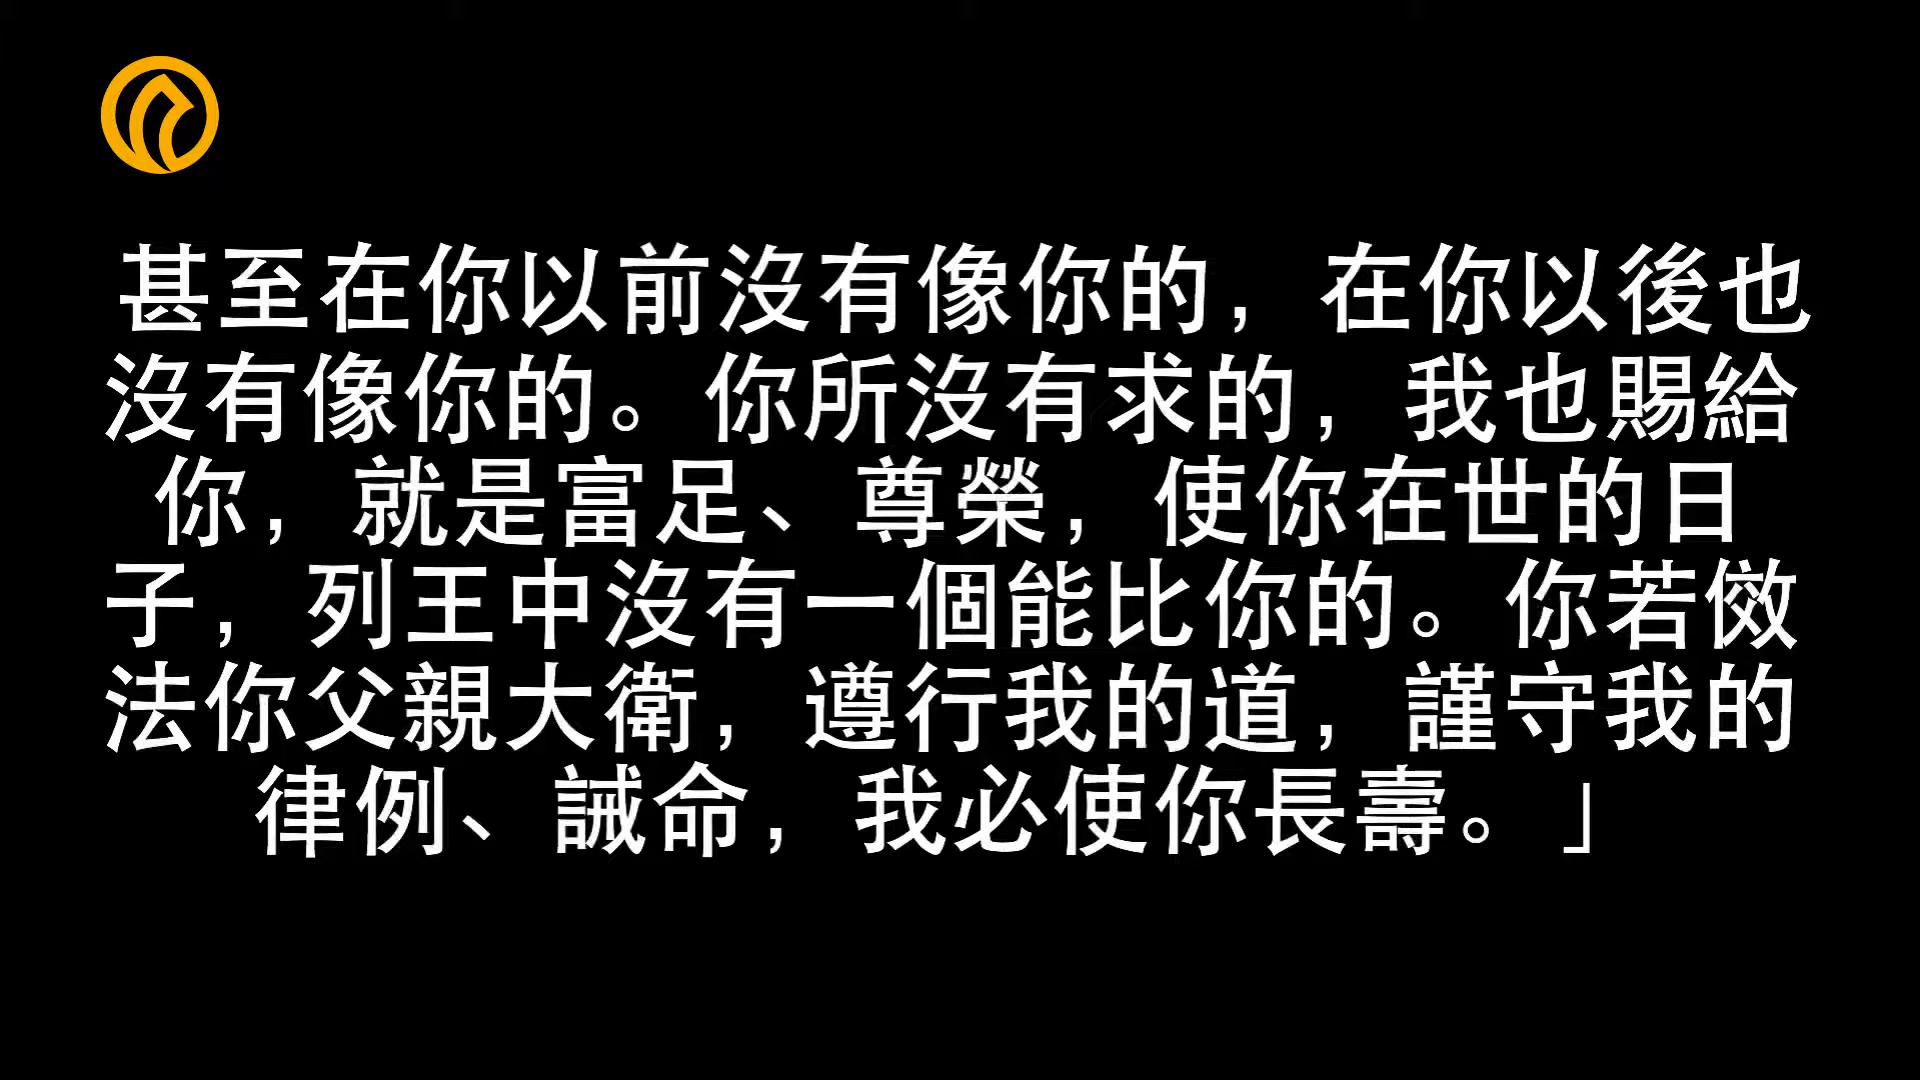 甚至在你以前沒有像你的，在你以後也
沒有像你的。你所沒有求的，我也賜給
你，就是富足、尊榮，使你在世的日
子，列王中沒有一個能比你的。你若傚
法你父親大衛，遵行我的道，謹守我的
律例、誡命，我必使你長壽。」